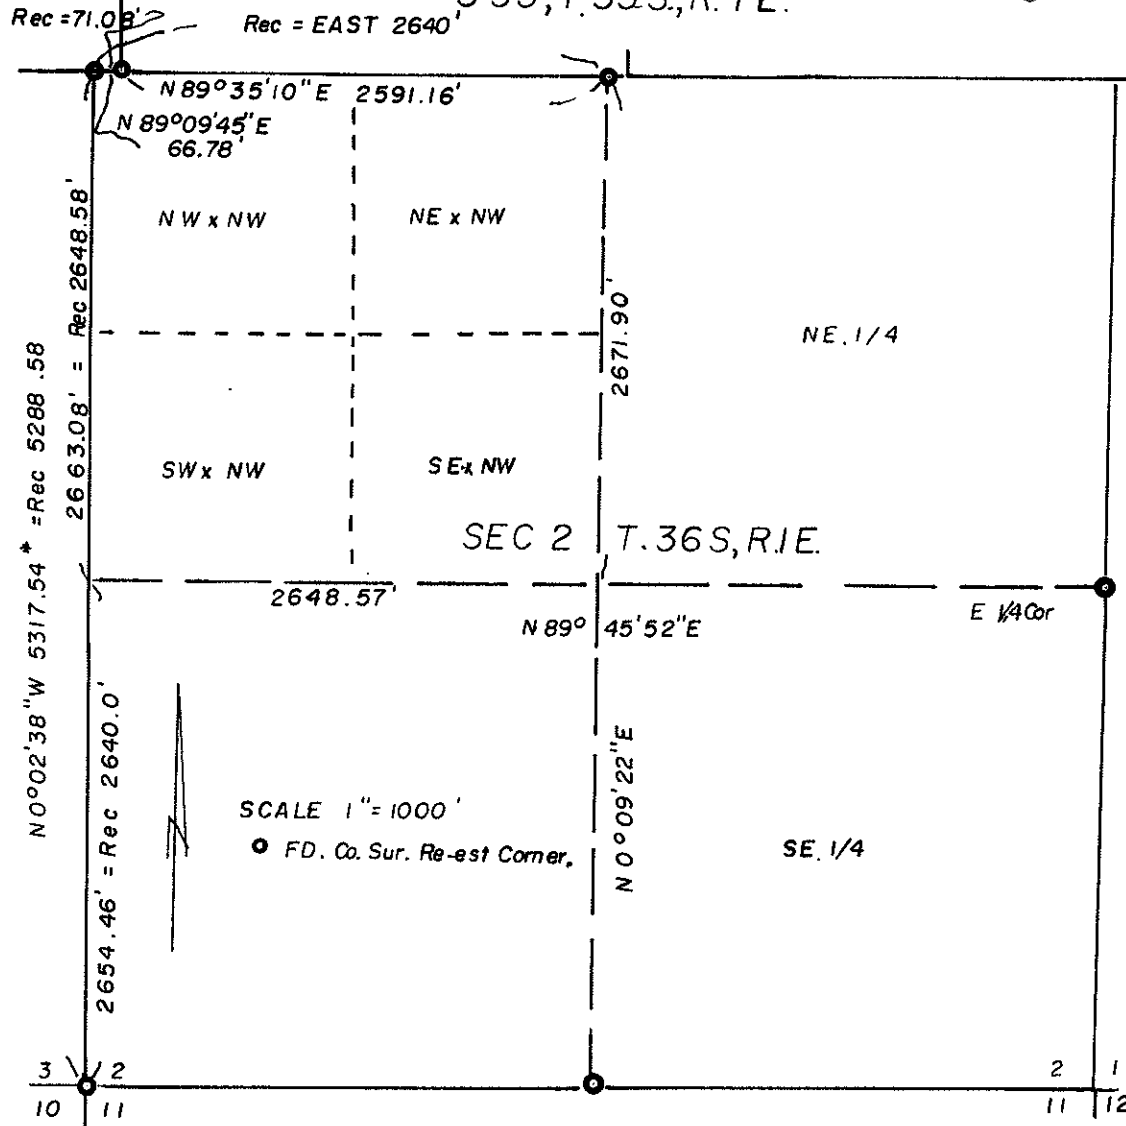 T.35S., R. 1 E.
Rec = 71.08'
Rec = EAST 2640'
N 89° 35' 10" E 2591.16'
N 89° 09' 45" E
66.78'
NW x NW
NE x NW
2663.08' = Rec 2648.58'
2671.90'
NE. 1/4
N 0° 02' 38" W 5317.54 * = Rec 5288.58
SW x NW
SE x NW
SEC 2 T. 36 S, R.1E.
2648.57'
E 1/4 Cor
N 89° 45' 52" E
2654.46' = Rec 2640.0'
N 0° 09' 22" E
SCALE 1" = 1000'
FD. Co. Sur. Re-est Corner.
SE. 1/4
3 2
10 11
2 1
11 12